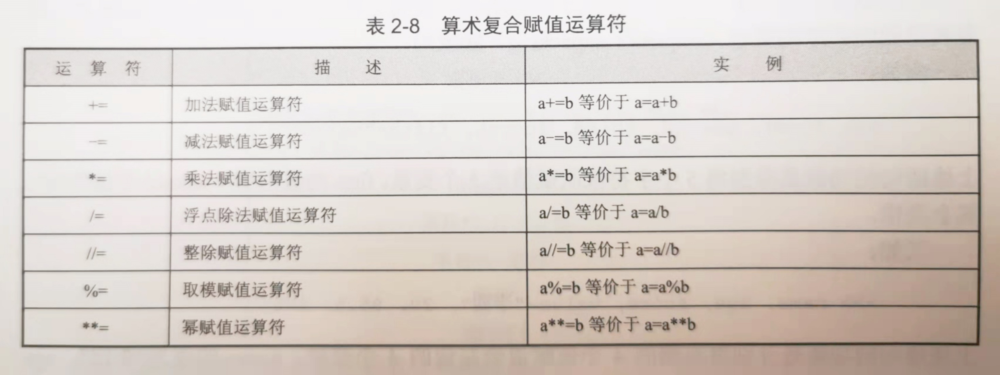 表 2-8 算术复合赋值运算符
运 算 符 描 述 实 例
+= 加法赋值运算符 a+=b 等价于 a=a+b
−= 减法赋值运算符 a−=b 等价于 a=a−b
*= 乘法赋值运算符 a*=b 等价于 a=a*b
/= 浮点除法赋值运算符 a/=b 等价于 a=a/b
//= 整除赋值运算符 a//=b 等价于 a=a//b
%= 取模赋值运算符 a%=b 等价于 a=a%b
**= 幂赋值运算符 a**=b 等价于 a=a**b